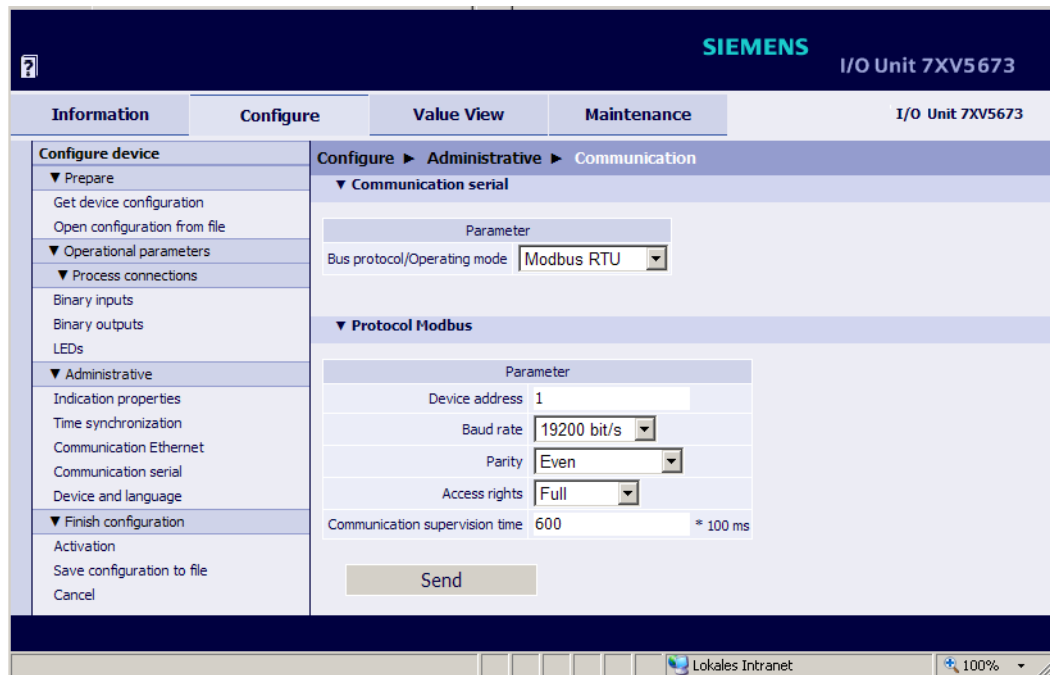 SIEMENS
?
I/O Unit 7XV5673
Information
Configure
Value View
Maintenance
I/O Unit 7XV5673
Configure device
▼ Prepare
Get device configuration
Open configuration from file
▼ Operational parameters
▼ Process connections
Binary inputs
Binary outputs
LEDs
▼ Administrative
Indication properties
Time synchronization
Communication Ethernet
Communication serial
Device and language
▼ Finish configuration
Activation
Save configuration to file
Cancel
Configure ► Administrative ► Communication
▼ Communication serial
Parameter
Bus protocol/Operating mode Modbus RTU
▼ Protocol Modbus
Parameter
Device address 1
Baud rate 19200 bit/s
Parity Even
Access rights Full
Communication supervision time 600 * 100 ms
Send
Lokales Intranet
100%